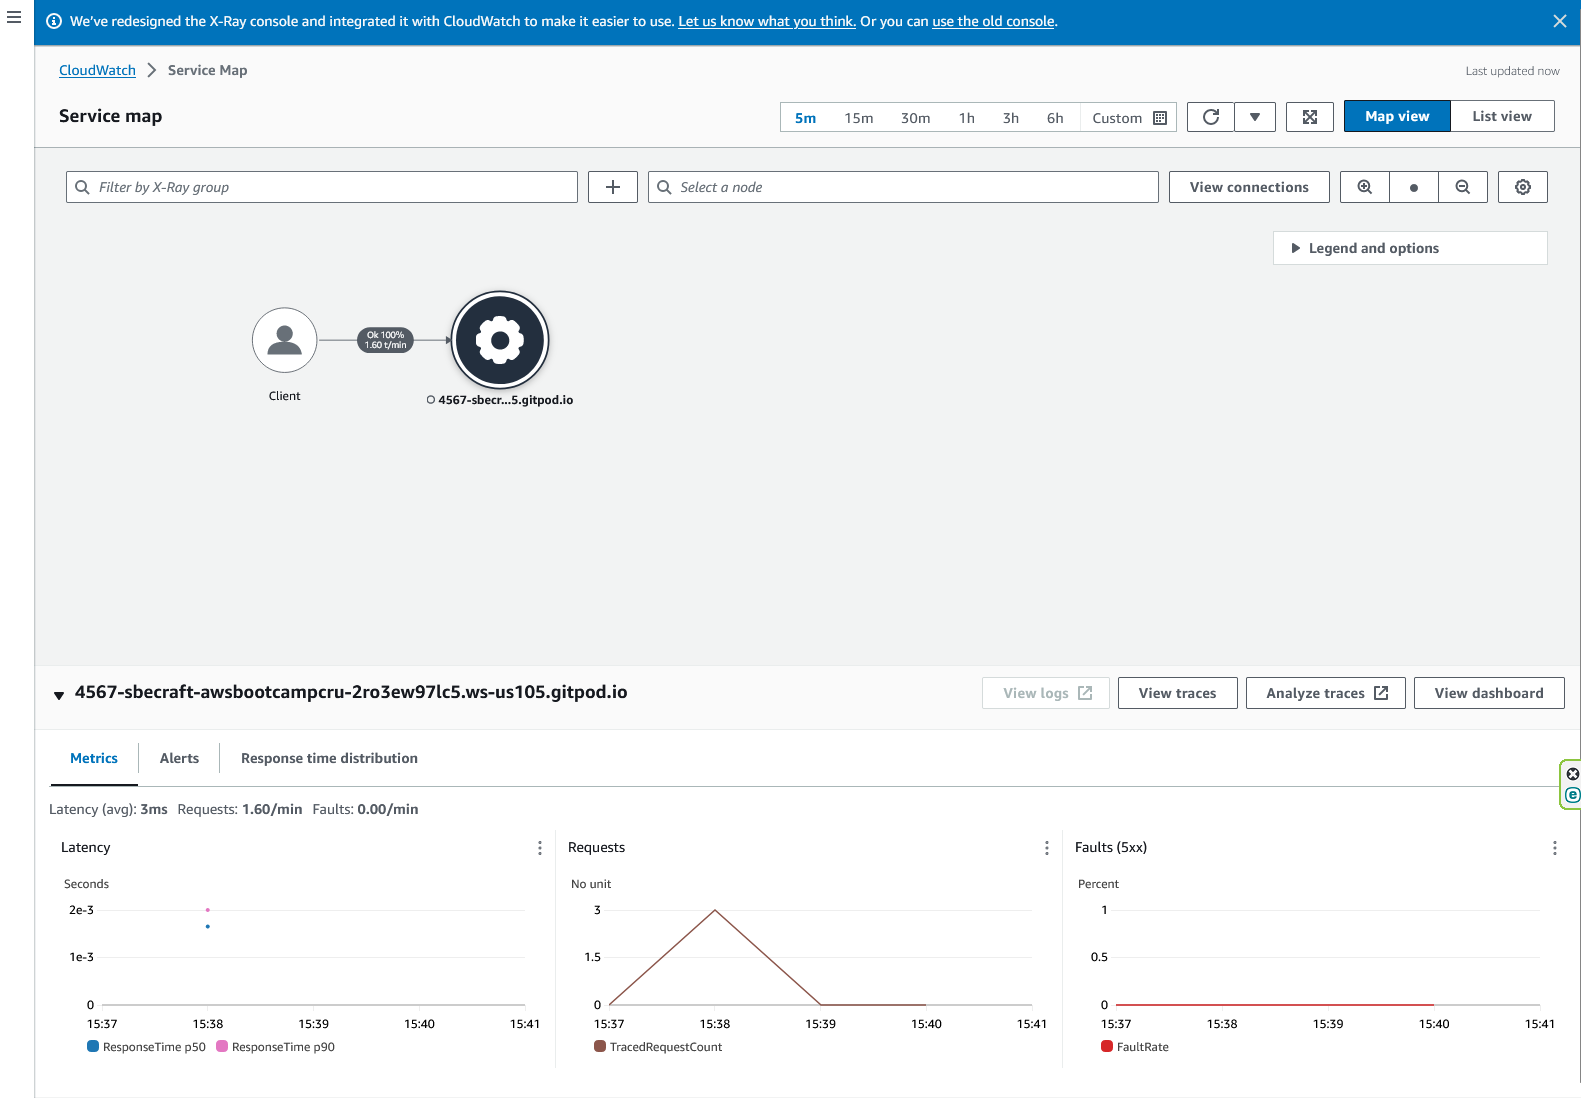 We've redesigned the X-Ray console and integrated it with CloudWatch to make it easier to use. Let us know what you think. Or you can use the old console.
CloudWatch > Service Map
Last updated now
Service map
5m 15m 30m 1h 3h 6h Custom
Map view
List view
Filter by X-Ray group
Select a node
View connections
Legend and options
Ok 100%
1.60 t/min
Client
4567-sbecr...5.gitpod.io
4567-sbecraft-awsbootcampcru-2ro3ew97lc5.ws-us105.gitpod.io
View logs
View traces
Analyze traces
View dashboard
Metrics
Alerts
Response time distribution
Latency (avg): 3ms Requests: 1.60/min Faults: 0.00/min
Latency
Seconds
2e-3
1e-3
0
15:37 15:38 15:39 15:40 15:41
ResponseTime p50 ResponseTime p90
Requests
No unit
3
1.5
0
15:37 15:38 15:39 15:40 15:41
TracedRequestCount
Faults (5xx)
Percent
1
0.5
0
15:37 15:38 15:39 15:40 15:41
FaultRate